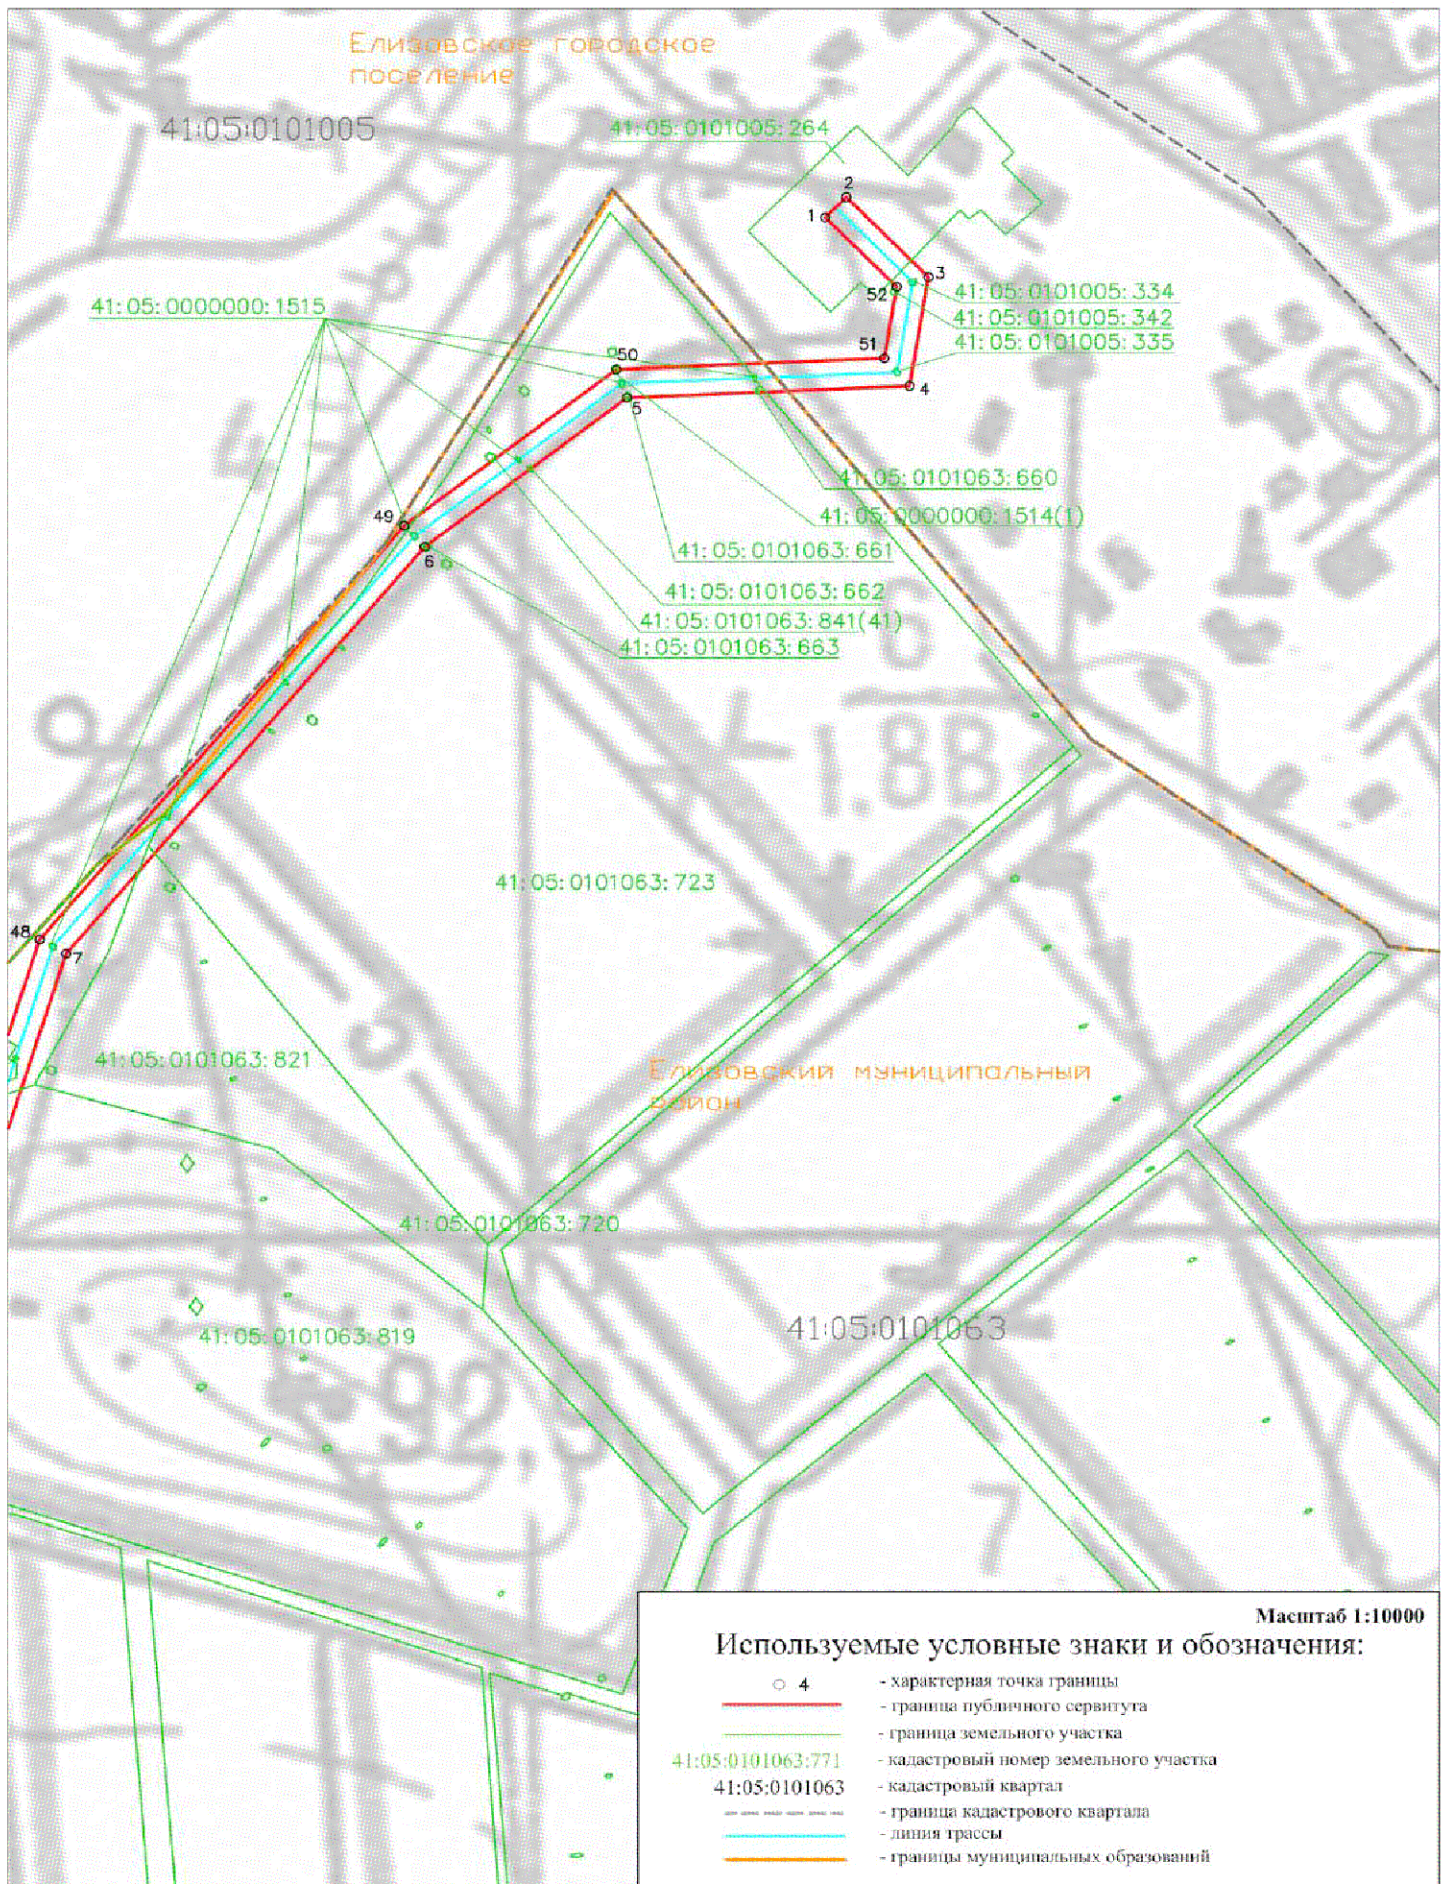 Елизовское городское
поселение
41:05:0101005
41:05:0101005:264
2
1
3
52
41:05:0101005:334
41:05:0000000:1515
41:05:0101005:342
51
41:05:0101005:335
50
4
5
41:05:0101063:660
49
41:05:0000000:1514(1)
6
41:05:0101063:661
41:05:0101063:662
41:05:0101063:841(41)
41:05:0101063:663
6
1,8В
41:05:0101063:723
48
7
41:05:0101063:821
Елизовский муниципальный
район
41:05:0101063:720
41:05:0101063:819
41:05:0101063
92
7
Масштаб 1:10000
Используемые условные знаки и обозначения:
4 - характерная точка границы
- граница публичного сервитута
- граница земельного участка
41:05:0101063:771 - кадастровый номер земельного участка
41:05:0101063 - кадастровый квартал
- граница кадастрового квартала
- линия трассы
- границы муниципальных образований